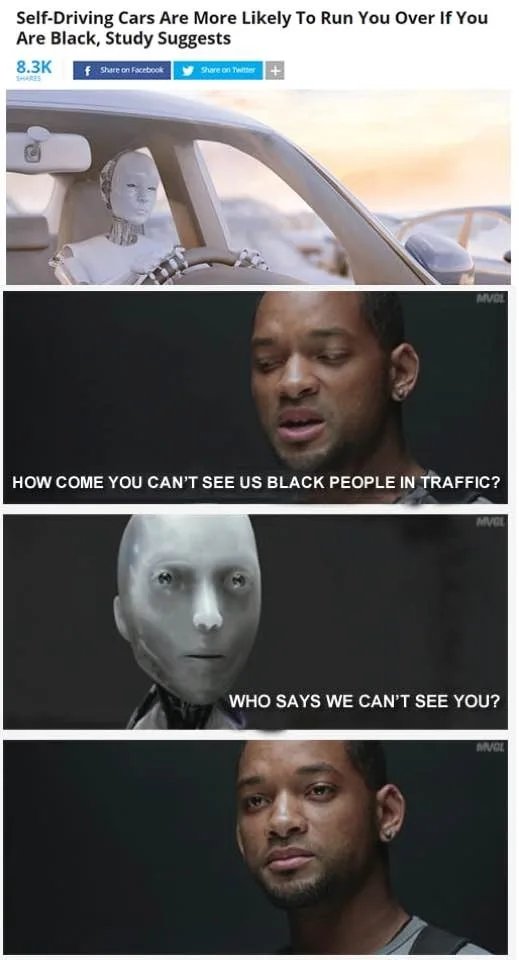 Self-Driving Cars Are More Likely To Run You Over If You
Are Black, Study Suggests
8.3K
SHARES
f Share on Facebook
Share on Twitter
+
MVGL
HOW COME YOU CAN'T SEE US BLACK PEOPLE IN TRAFFIC?
MVGL
WHO SAYS WE CAN'T SEE YOU?
MVGL